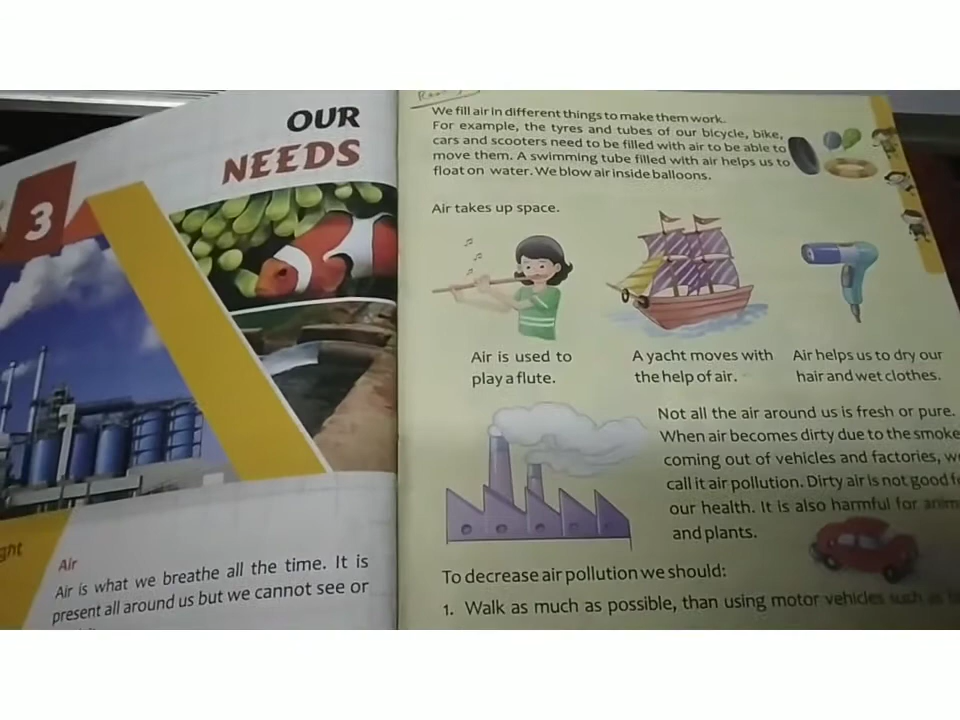 OUR
NEEDS
3
ght
Air
Air is what we breathe all the time. It is
present all around us but we cannot see or
We fill air in different things to make them work.
For example, the tyres and tubes of our bicycle, bike,
cars and scooters need to be filled with air to be able to
move them. A swimming tube filled with air helps us to
float on water. We blow air inside balloons.
Air takes up space.
Air is used to
play a flute.
A yacht moves with
the help of air.
Air helps us to dry our
hair and wet clothes.
Not all the air around us is fresh or pure.
When air becomes dirty due to the smoke
coming out of vehicles and factories, we
call it air pollution. Dirty air is not good
our health. It is also harmful for
and plants.
To decrease air pollution we should:
1. Walk as much as possible, than using motor vehicles such as